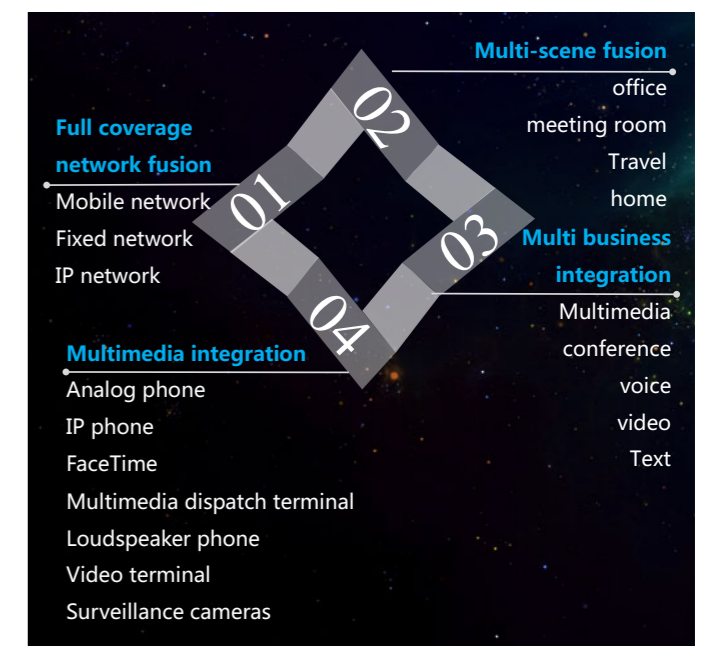 01
Full coverage
network fusion
Mobile network
Fixed network
IP network
02
Multi-scene fusion
office
meeting room
Travel
home
03
Multi business
integration
Multimedia
conference
voice
video
Text
04
Multimedia integration
Analog phone
IP phone
FaceTime
Multimedia dispatch terminal
Loudspeaker phone
Video terminal
Surveillance cameras